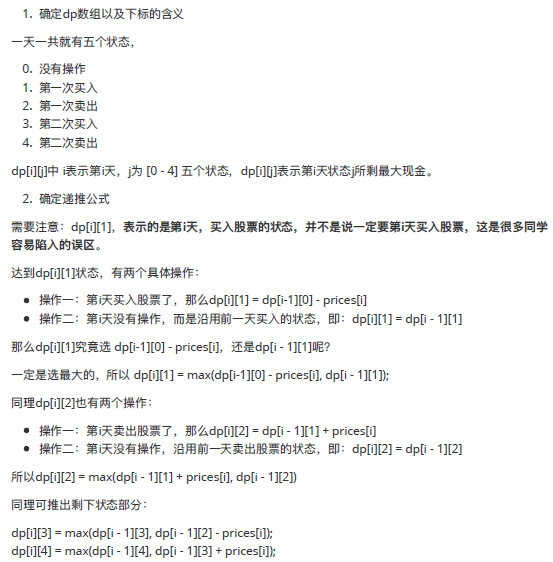 1. 确定dp数组以及下标的含义
一天一共就有五个状态，
0. 没有操作
1. 第一次买入
2. 第一次卖出
3. 第二次买入
4. 第二次卖出
dp[i][j]中 i表示第i天，j为 [0 - 4] 五个状态，dp[i][j]表示第i天状态j所剩最大现金。
2. 确定递推公式
需要注意：dp[i][1]，表示的是第i天，买入股票的状态，并不是说一定要第i天买入股票，这是很多同学
容易陷入的误区。
达到dp[i][1]状态，有两个具体操作：
• 操作一：第i天买入股票了，那么dp[i][1] = dp[i-1][0] - prices[i]
• 操作二：第i天没有操作，而是沿用前一天买入的状态，即：dp[i][1] = dp[i - 1][1]
那么dp[i][1]究竟选 dp[i-1][0] - prices[i]，还是dp[i - 1][1]呢？
一定是选最大的，所以 dp[i][1] = max(dp[i-1][0] - prices[i], dp[i - 1][1]);
同理dp[i][2]也有两个操作：
• 操作一：第i天卖出股票了，那么dp[i][2] = dp[i - 1][1] + prices[i]
• 操作二：第i天没有操作，沿用前一天卖出股票的状态，即：dp[i][2] = dp[i - 1][2]
所以dp[i][2] = max(dp[i - 1][1] + prices[i], dp[i - 1][2])
同理可推出剩下状态部分：
dp[i][3] = max(dp[i - 1][3], dp[i - 1][2] - prices[i]);
dp[i][4] = max(dp[i - 1][4], dp[i - 1][3] + prices[i]);